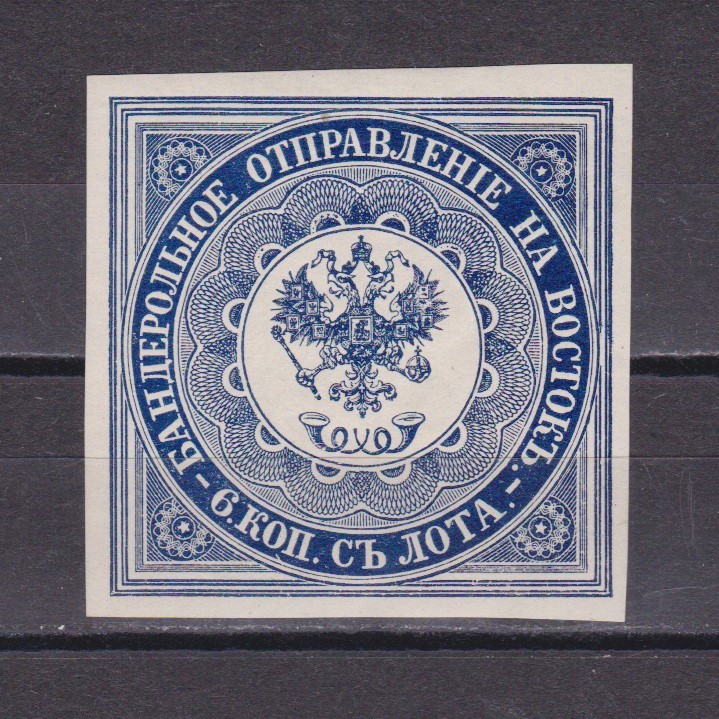 - БАНДЕРОЛЬНОЕ ОТПРАВЛЕНІЕ НА ВОСТОКЪ. -
6. КОП. СЪ ЛОТА.